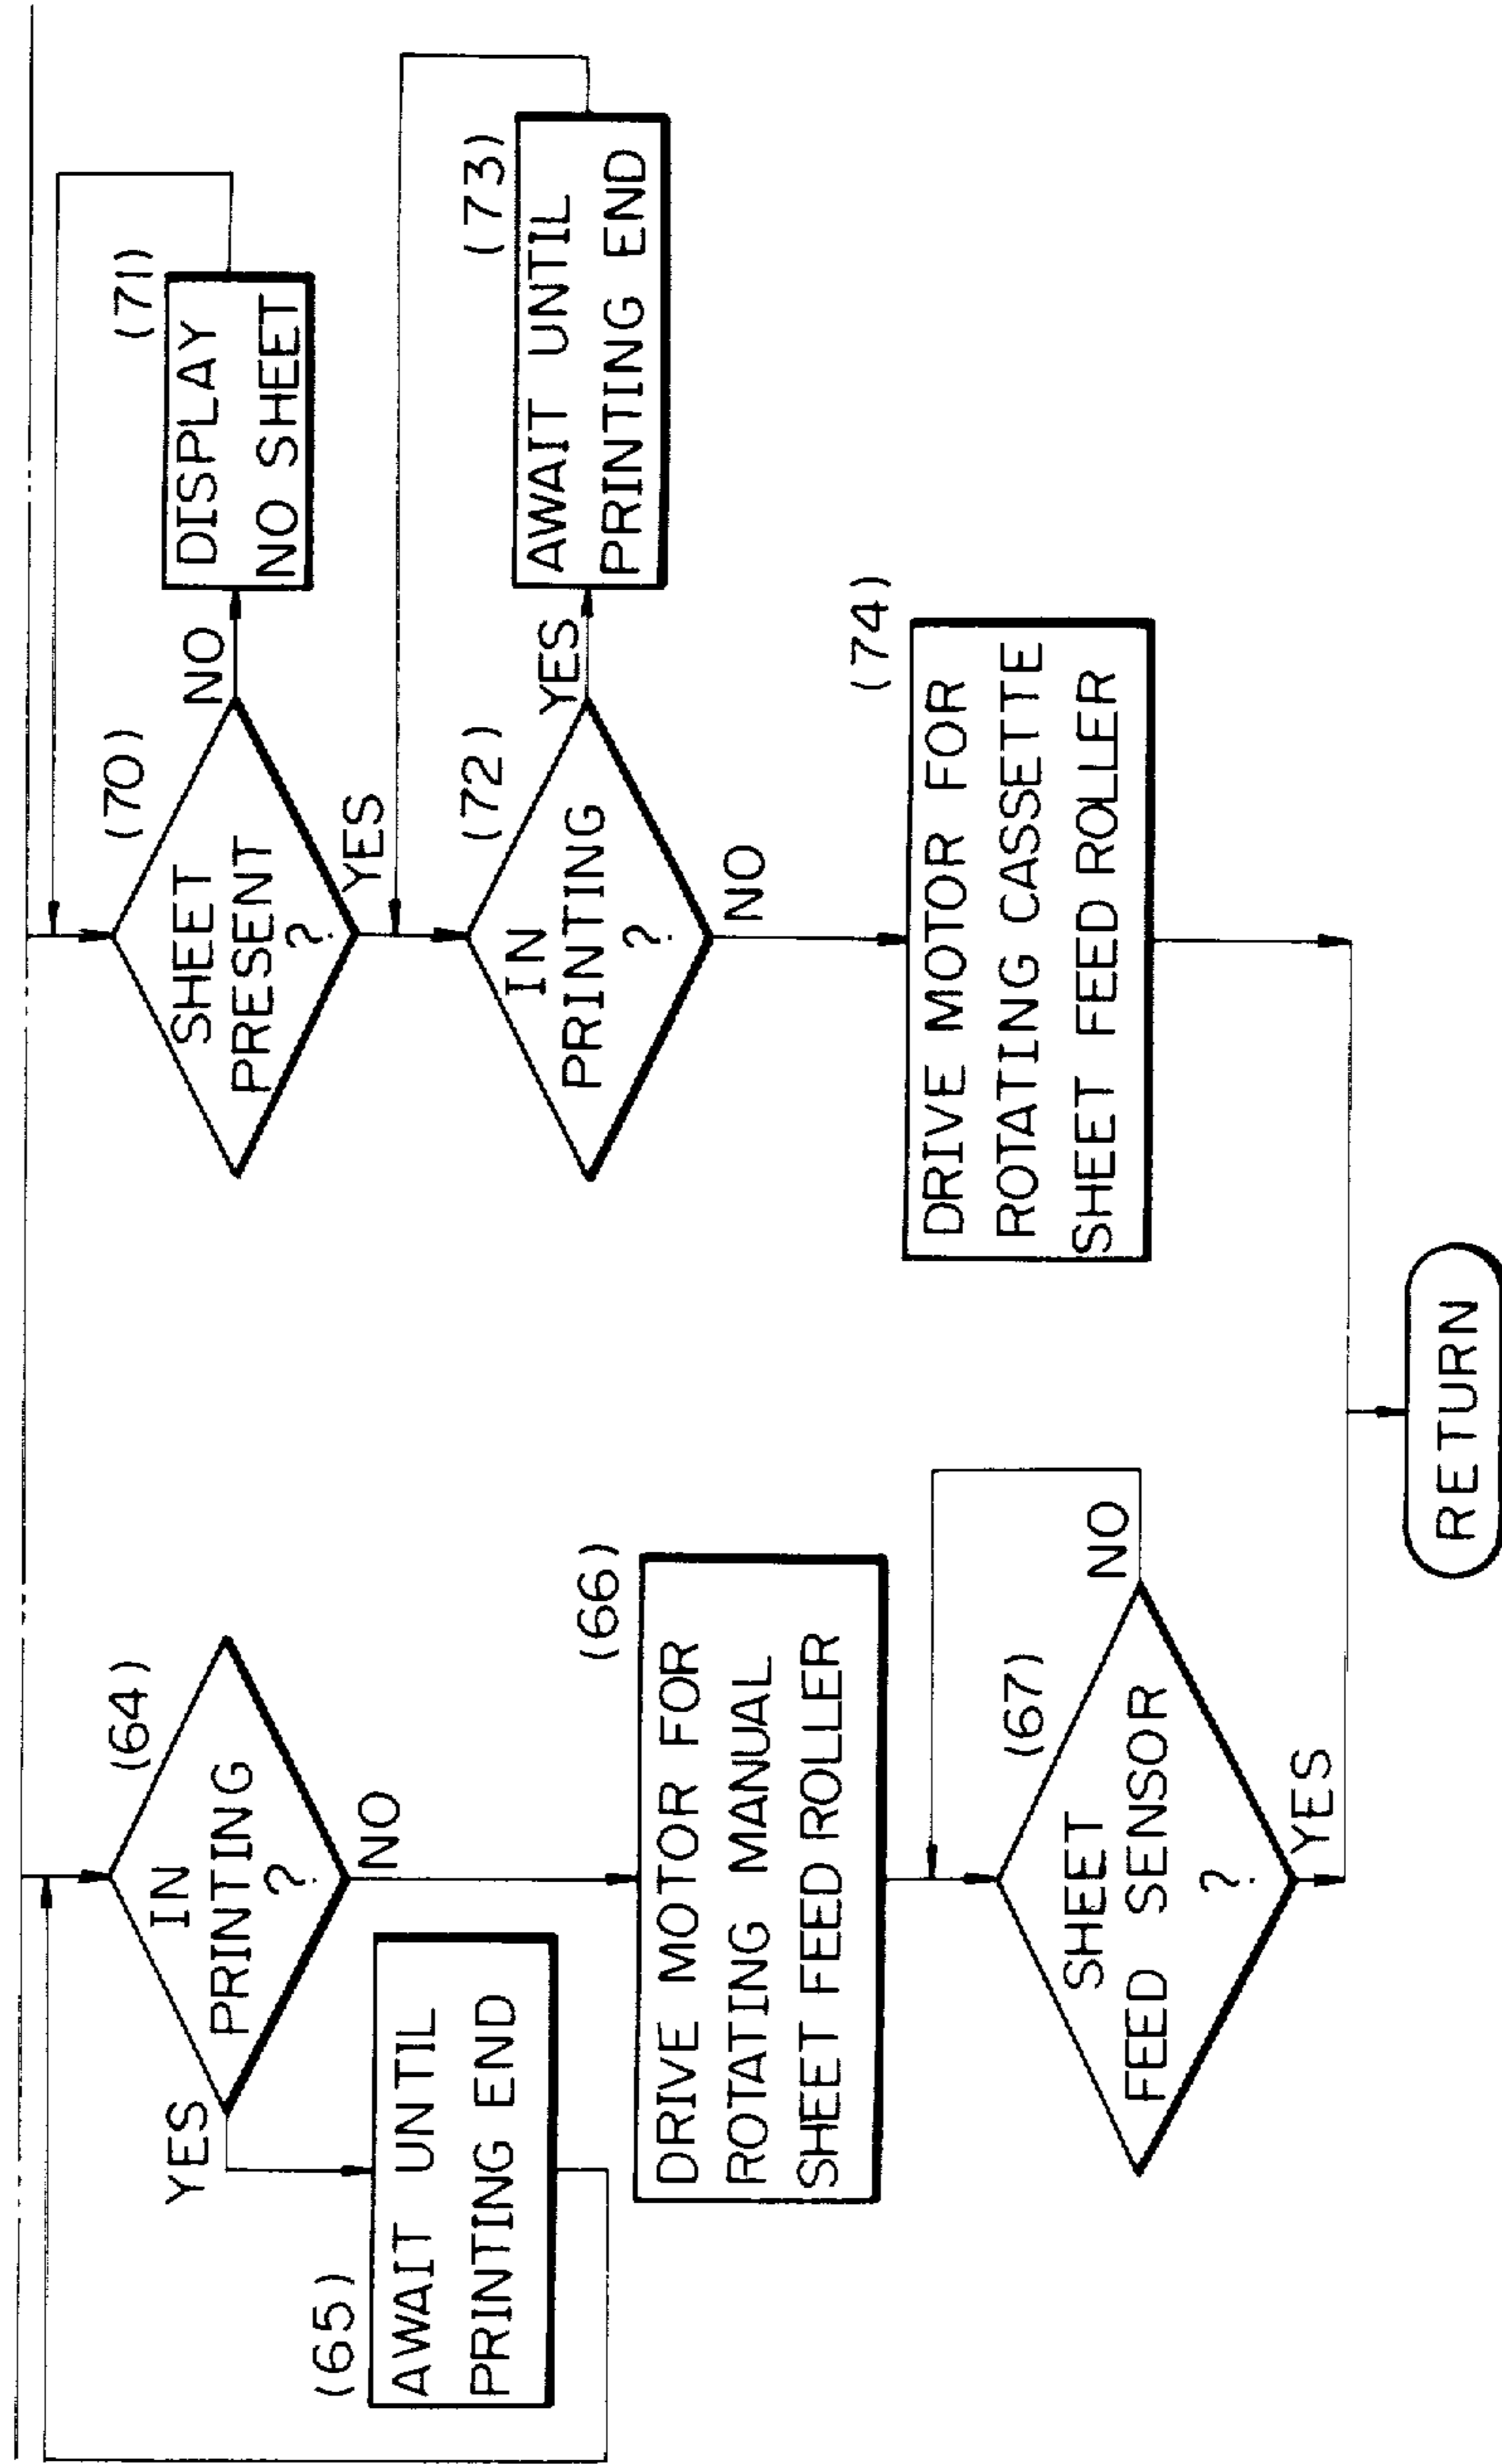 (64)
IN
PRINTING
?
YES
NO
(65)
AWAIT UNTIL
PRINTING END
(66)
DRIVE MOTOR FOR
ROTATING MANUAL
SHEET FEED ROLLER
(67)
SHEET
FEED SENSOR
?
NO
YES
(70)
SHEET
PRESENT
?
NO
YES
(71)
DISPLAY
NO SHEET
(72)
IN
PRINTING
?
YES
NO
(73)
AWAIT UNTIL
PRINTING END
(74)
DRIVE MOTOR FOR
ROTATING CASSETTE
SHEET FEED ROLLER
RETURN